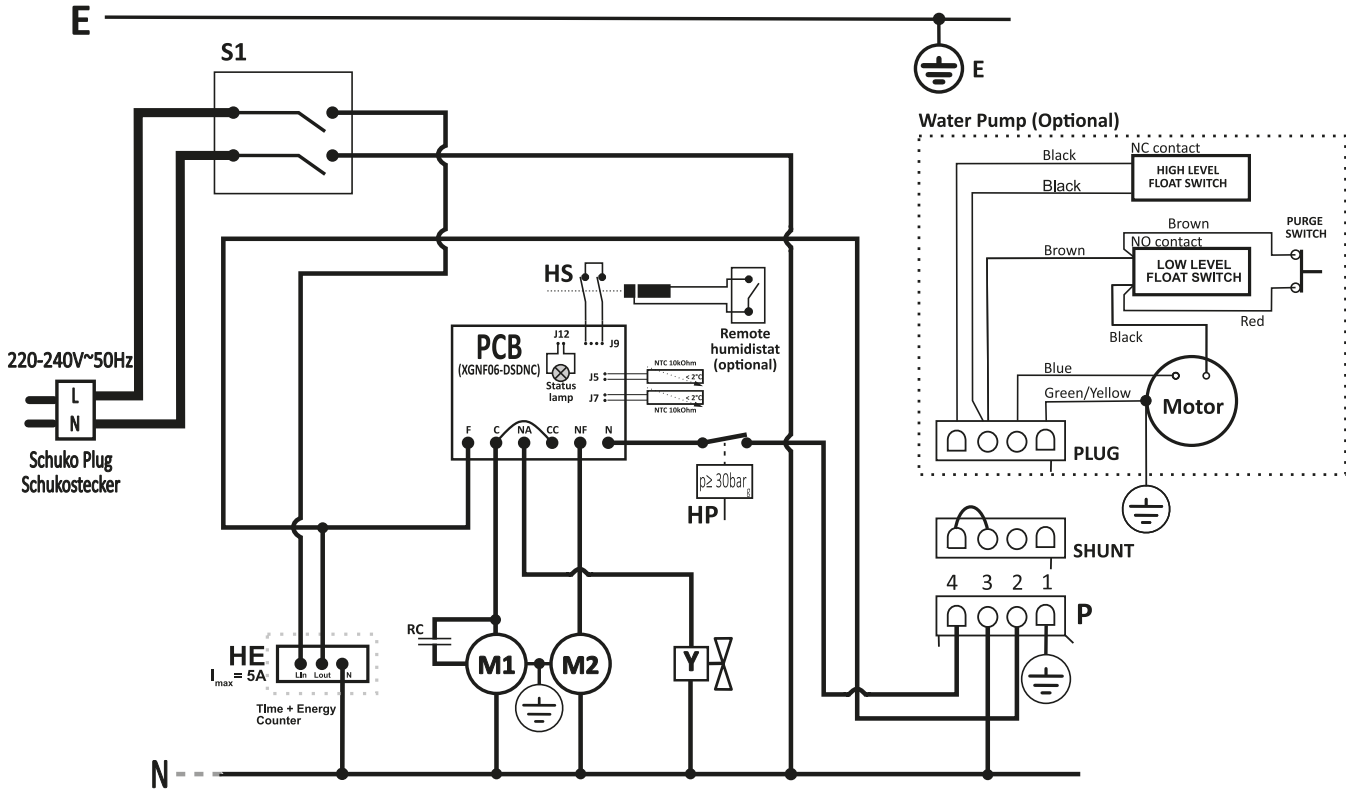 E
S1
E
Water Pump (Optional)
NC contact
Black
HIGH LEVEL
FLOAT SWITCH
Black
Brown
PURGE
SWITCH
NO contact
Brown
LOW LEVEL
FLOAT SWITCH
Red
Black
Blue
Green/Yellow
Motor
PLUG
HS
Remote
humidistat
(optional)
PCB
(XGNF06-DSDNC)
J12
J9
Status
lamp
J5
J7
NTC 10kOhm
< 2°C
< 2°C
NTC 10kOhm
F C NA CC NF N
220-240V~50Hz
L
N
Schuko Plug
Schukostecker
p≥ 30bar
HP
SHUNT
4 3 2 1
P
RC
M1
M2
Y
HE
Imax = 5A
Lin Lout N
Time + Energy
Counter
N